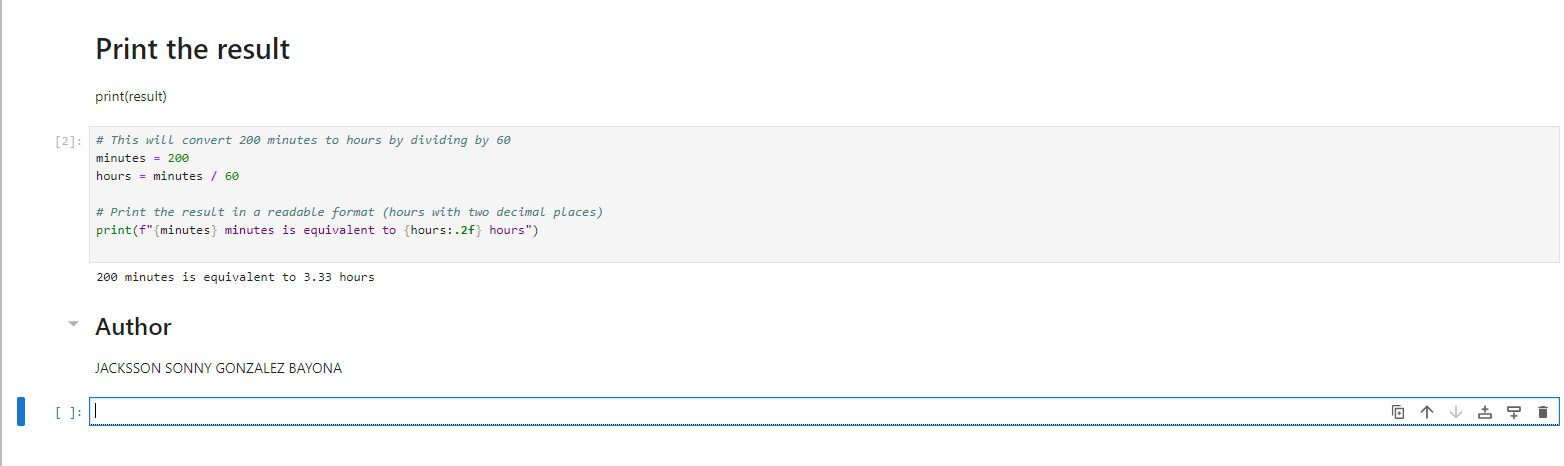 Print the result
print(result)
[2]:
# This will convert 200 minutes to hours by dividing by 60
minutes = 200
hours = minutes / 60
# Print the result in a readable format (hours with two decimal places)
print(f"{minutes} minutes is equivalent to {hours:.2f} hours")
200 minutes is equivalent to 3.33 hours
Author
JACKSSON SONNY GONZALEZ BAYONA
[ ]: